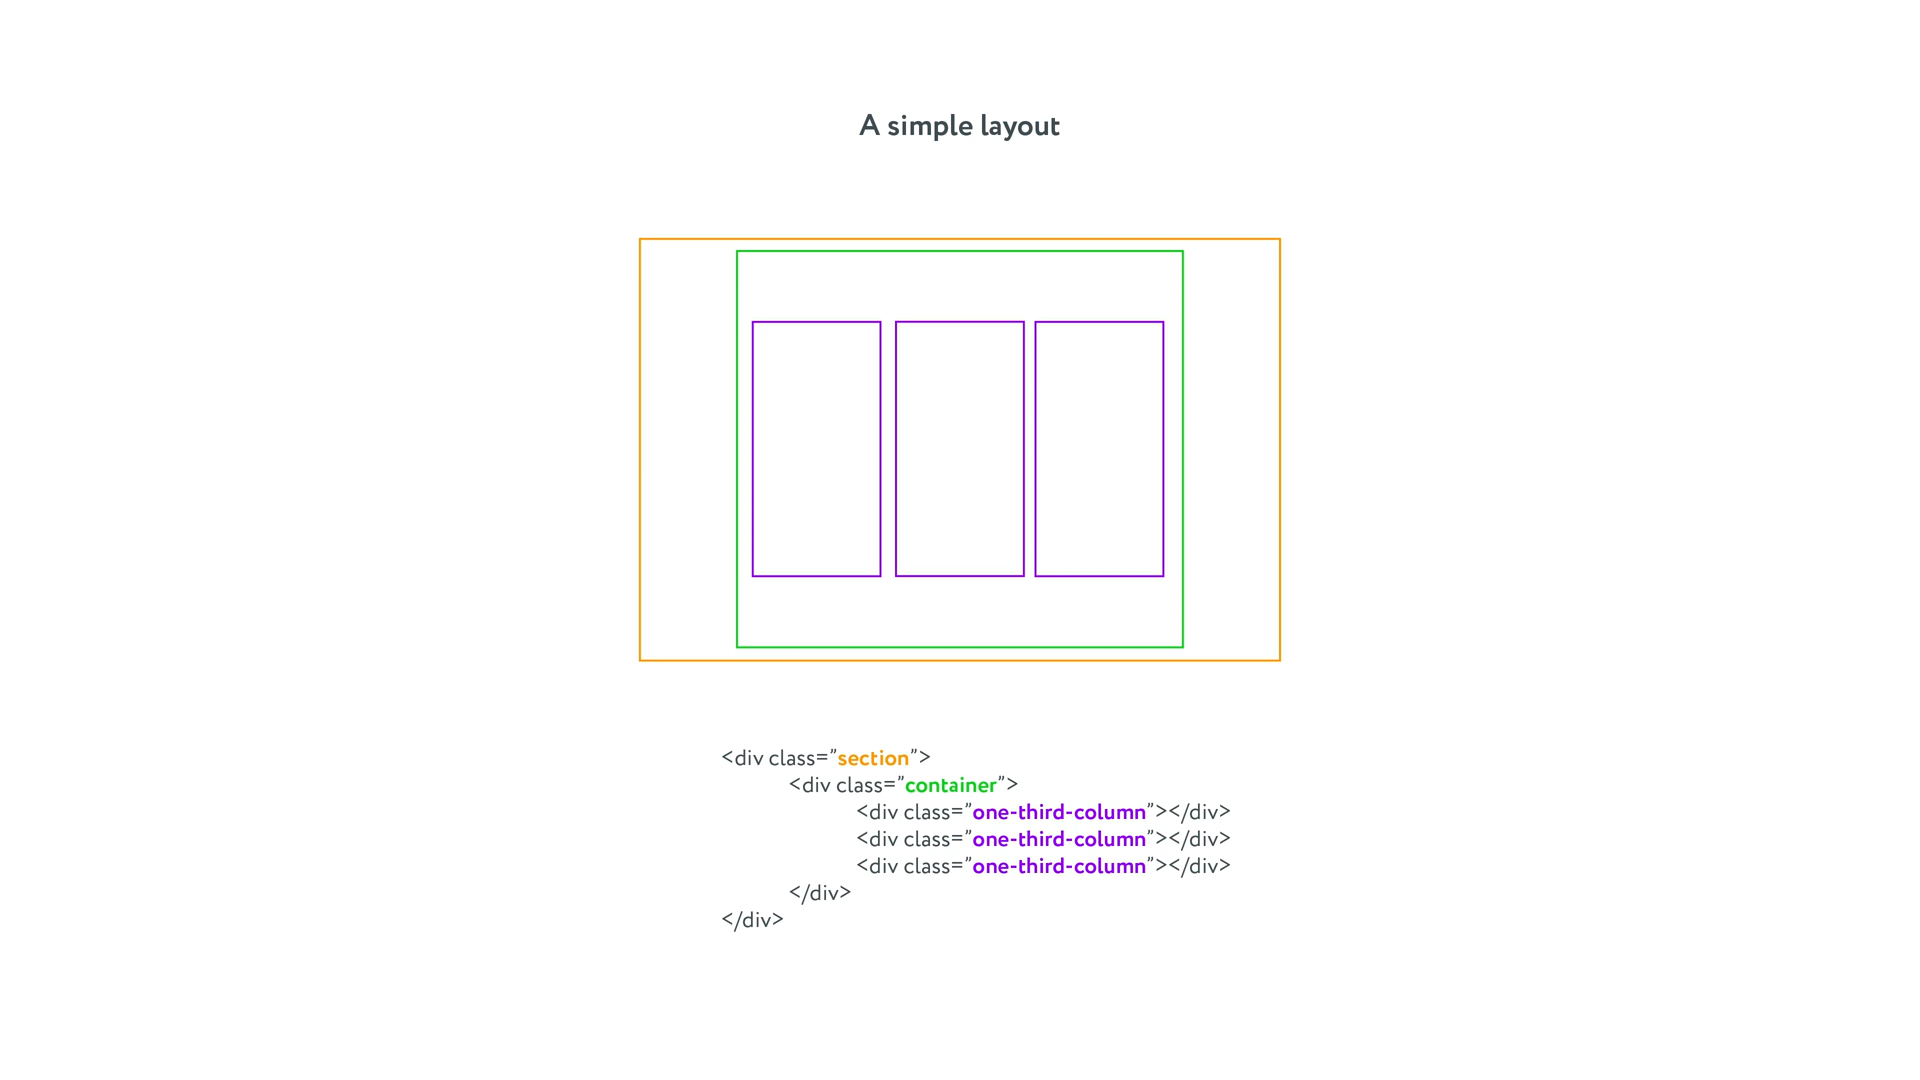 A simple layout
<div class=”section”>
<div class=”container”>
<div class=”one-third-column”></div>
<div class=”one-third-column”></div>
<div class=”one-third-column”></div>
</div>
</div>